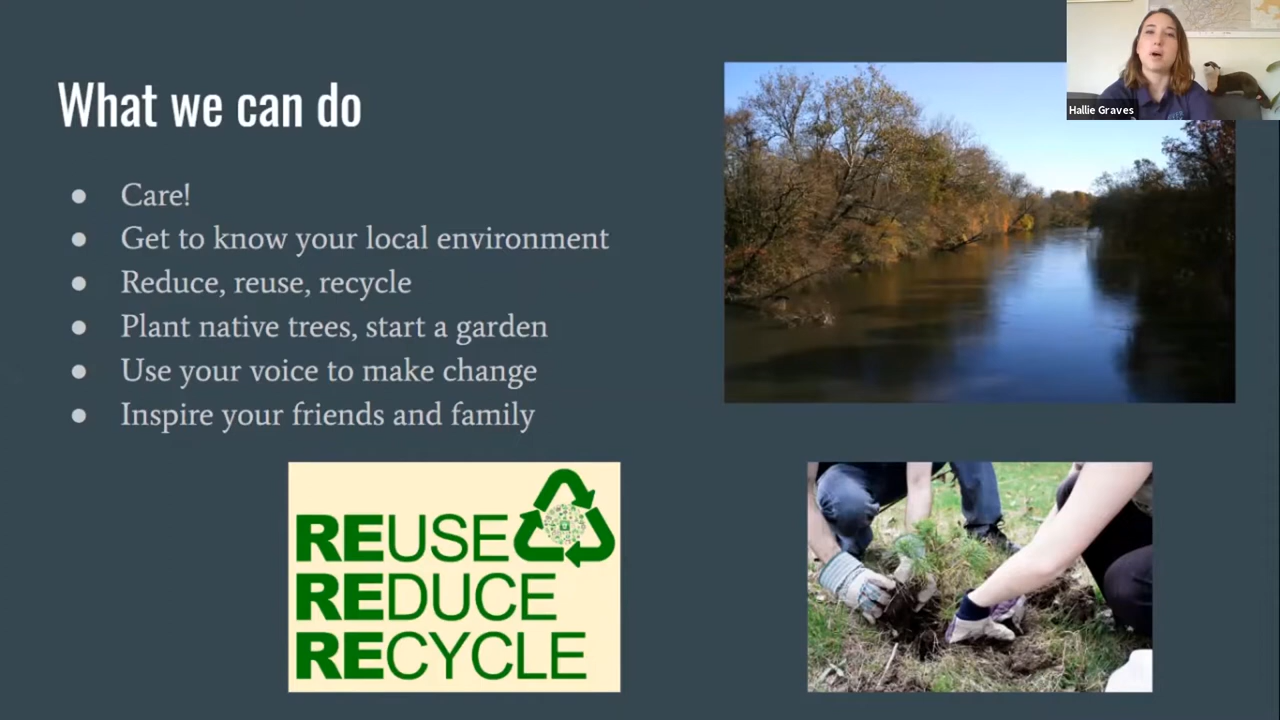 What we can do
Care!
Get to know your local environment
Reduce, reuse, recycle
Plant native trees, start a garden
Use your voice to make change
Inspire your friends and family
REUSE
REDUCE
RECYCLE
Hallie Graves